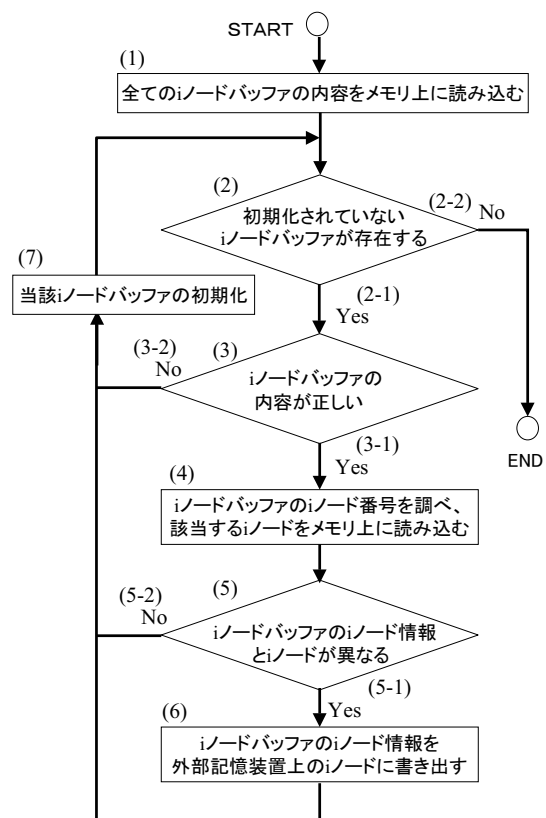 START
(1)
全てのiノードバッファの内容をメモリ上に読み込む
(2)
(2-2)
No
初期化されていない
iノードバッファが存在する
(7)
当該iノードバッファの初期化
(2-1)
Yes
(3-2)
No
(3)
iノードバッファの
内容が正しい
(3-1)
Yes
END
(4)
iノードバッファのiノード番号を調べ、
該当するiノードをメモリ上に読み込む
(5-2)
No
(5)
iノードバッファのiノード情報
とiノードが異なる
(5-1)
Yes
(6)
iノードバッファのiノード情報を
外部記憶装置上のiノードに書き出す